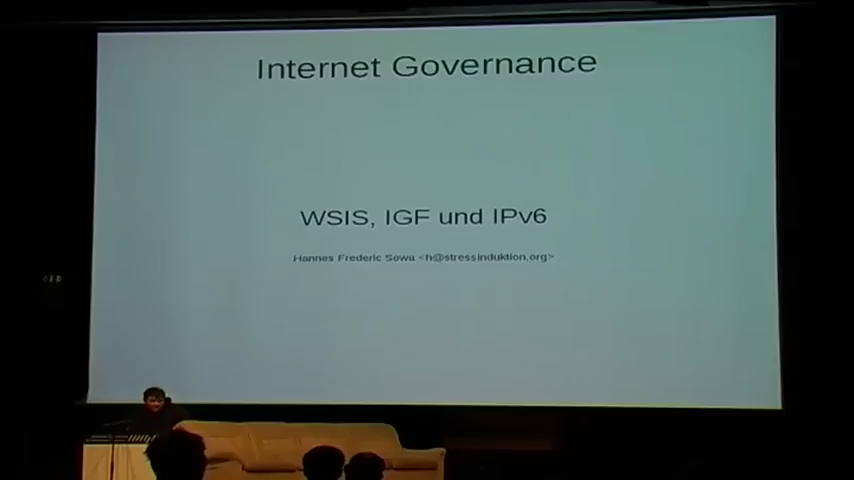 Internet Governance
WSIS, IGF und IPv6
Hannes Frederic Sowa <h@stressinduktion.org>